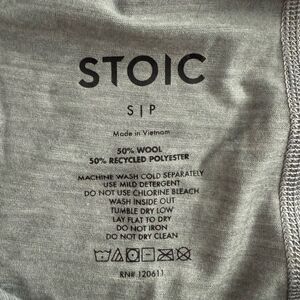 STOIC
S | P
Made in Vietnam
50% WOOL
50% RECYCLED POLYESTER
MACHINE WASH COLD SEPARATELY
USE MILD DETERGENT
DO NOT USE CHLORINE BLEACH
WASH INSIDE OUT
TUMBLE DRY LOW
LAY FLAT TO DRY
DO NOT IRON
DO NOT DRY CLEAN
RN# 120611